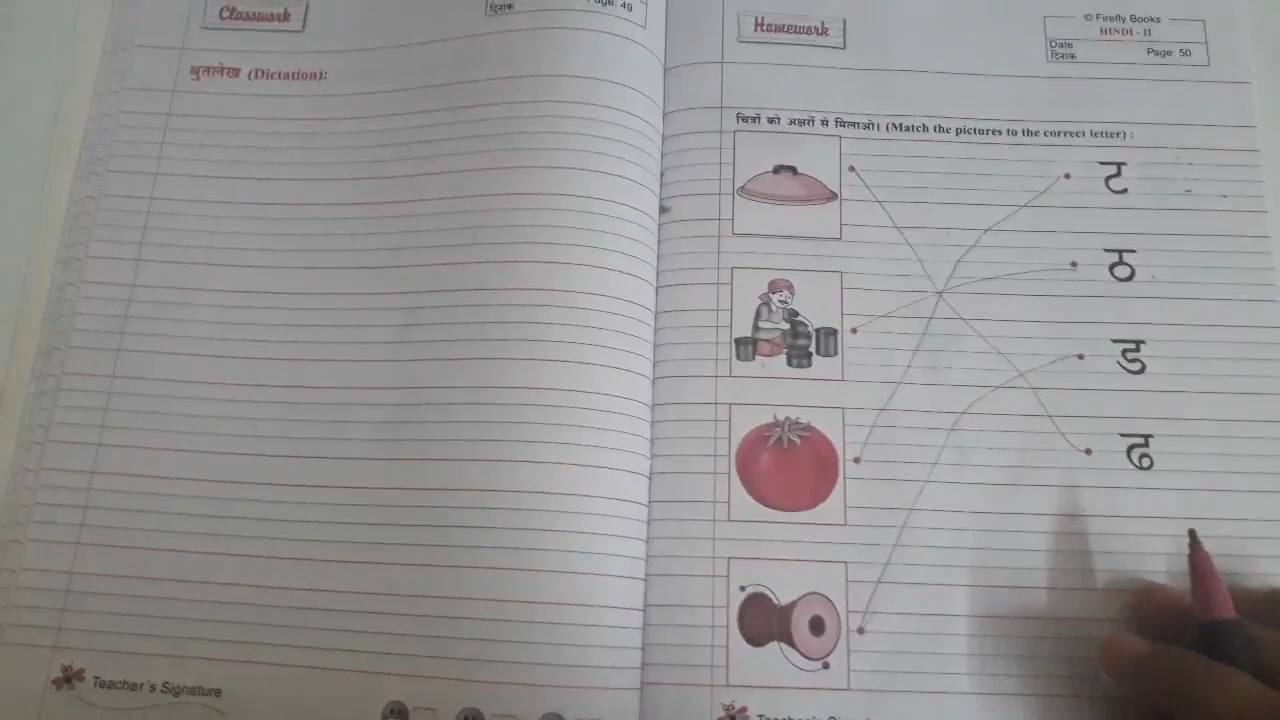 Classwork
दिनांक
Page: 49
श्रुतलेख (Dictation):
Teacher's Signature
Homework
© Firefly Books
HINDI - II
Date:
दिनांक
Page: 50
चित्रों को अक्षरों से मिलाओ। (Match the pictures to the correct letter) :
ट
ठ
ड
ढ